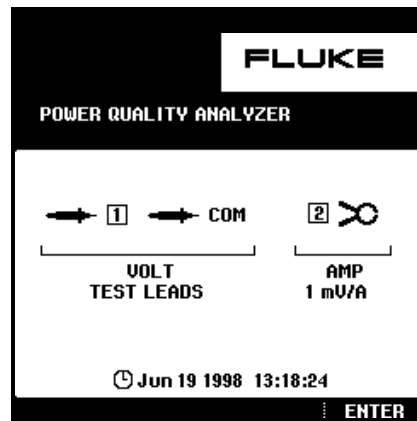 FLUKE
POWER QUALITY ANALYZER
1 COM 2
VOLT AMP
TEST LEADS 1 mV/A
Jun 19 1998 13:18:24
ENTER